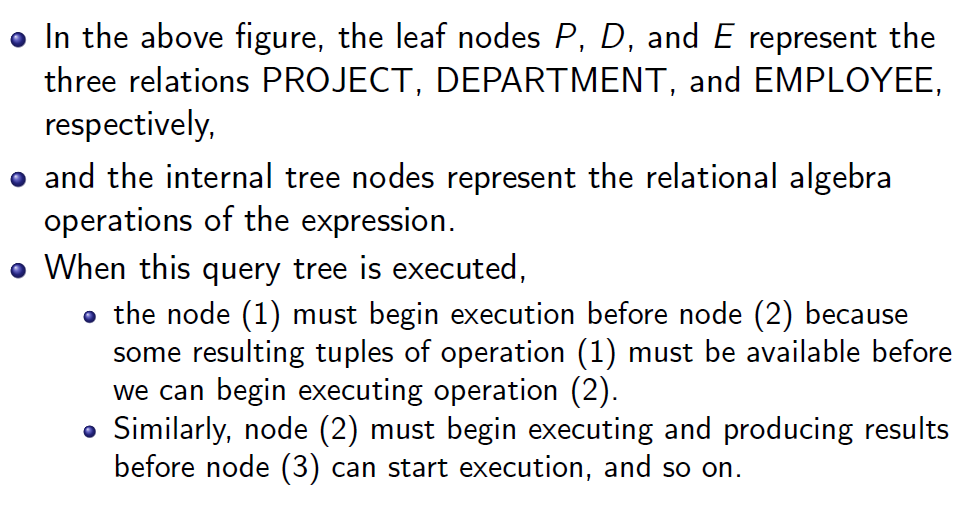 In the above figure, the leaf nodes P, D, and E represent the
three relations PROJECT, DEPARTMENT, and EMPLOYEE,
respectively,
and the internal tree nodes represent the relational algebra
operations of the expression.
When this query tree is executed,
the node (1) must begin execution before node (2) because
some resulting tuples of operation (1) must be available before
we can begin executing operation (2).
Similarly, node (2) must begin executing and producing results
before node (3) can start execution, and so on.